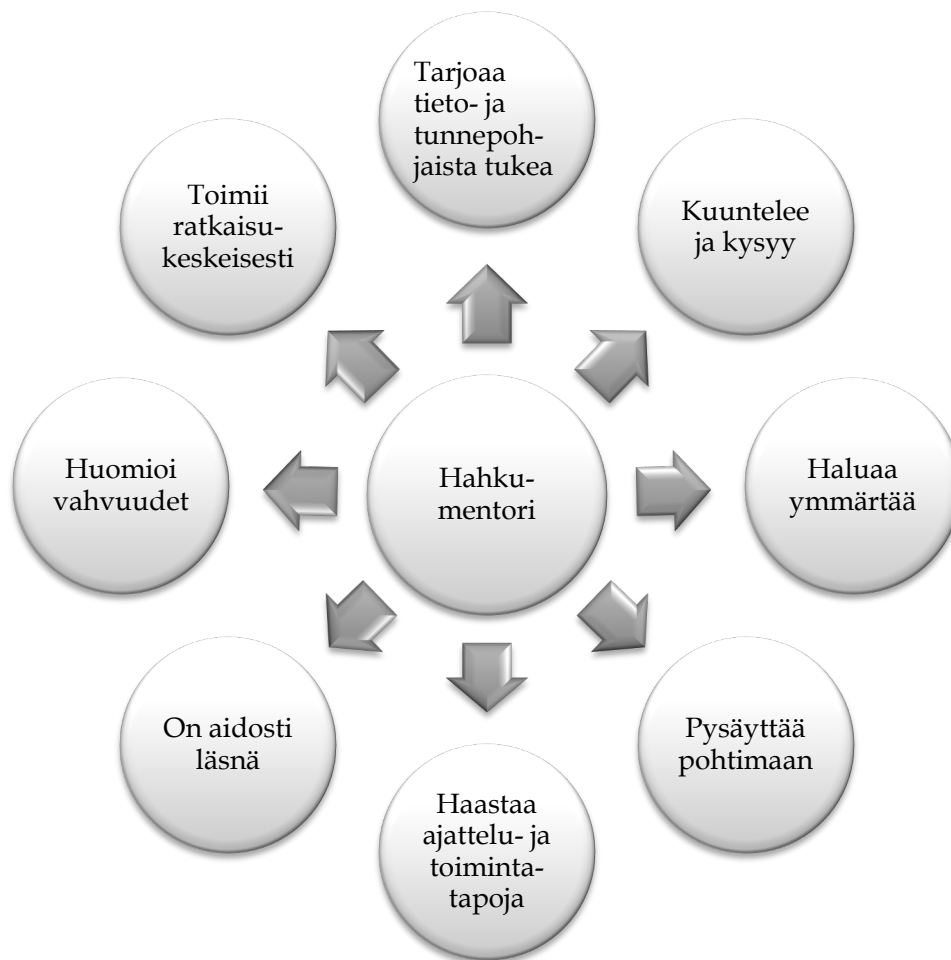 Tarjoaa
tieto- ja
tunnepoh-
jaista tukea
Kuuntelee
ja kysyy
Haluaa
ymmärtää
Pysäyttää
pohtimaan
Haastaa
ajattelu- ja
toiminta-
tapoja
On aidosti
läsnä
Huomioi
vahvuudet
Toimii
ratkaisu-
keskeisesti
Hahku-
mentori